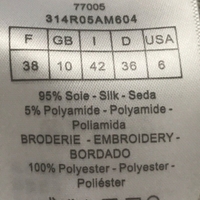 77005
314R05AM604
F GB I D USA
38 10 42 36 6
95% Soie - Silk - Seda
5% Polyamide - Polyamide -
Poliamida
BRODERIE - EMBROIDERY -
BORDADO
100% Polyester - Polyester -
Poliéster